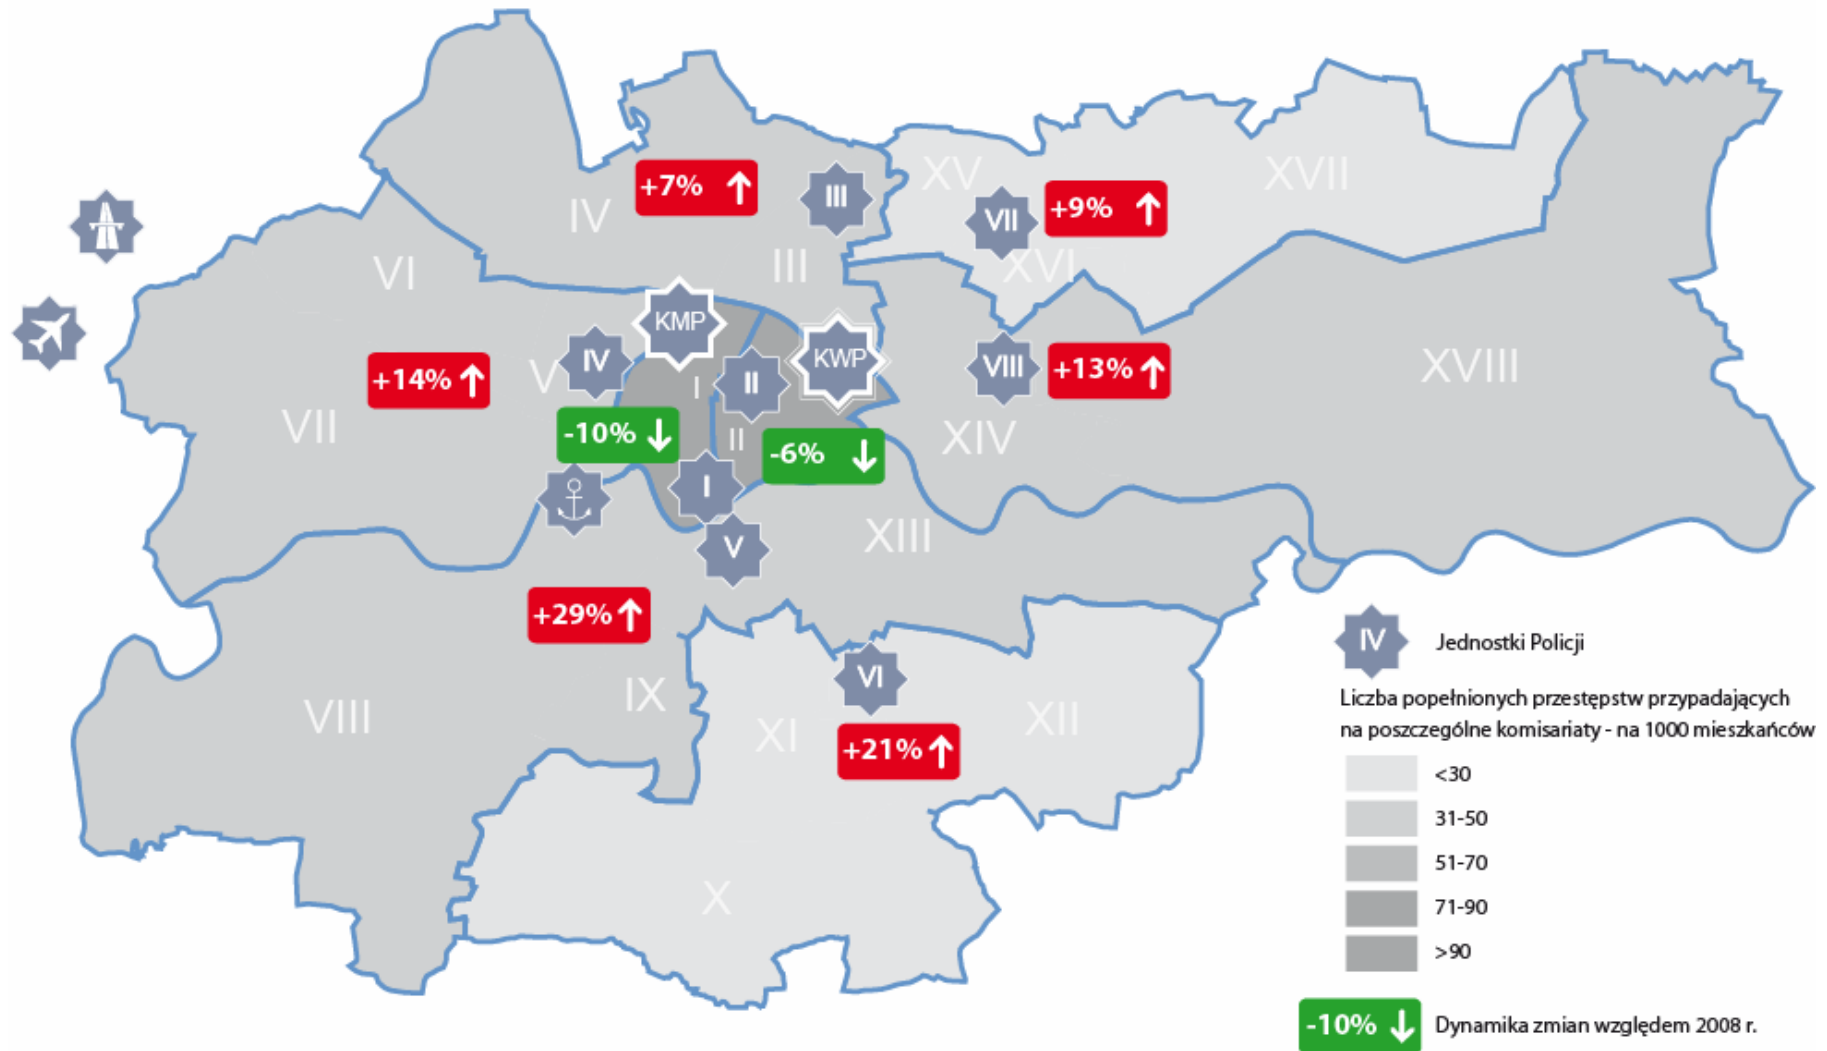 IV
+7%
III
III
XV
XVII
VII
+9%
XVI
VI
KMP
KWP
IV
V
+14%
VII
I
II
II
VIII
+13%
XVIII
XIV
-10%
-6%
I
V
XIII
+29%
VIII
IX
XI
VI
XII
+21%
X
IV
Jednostki Policji
Liczba popełnionych przestępstw przypadających
na poszczególne komisariaty - na 1000 mieszkańców
<30
31-50
51-70
71-90
>90
-10%
Dynamika zmian względem 2008 r.